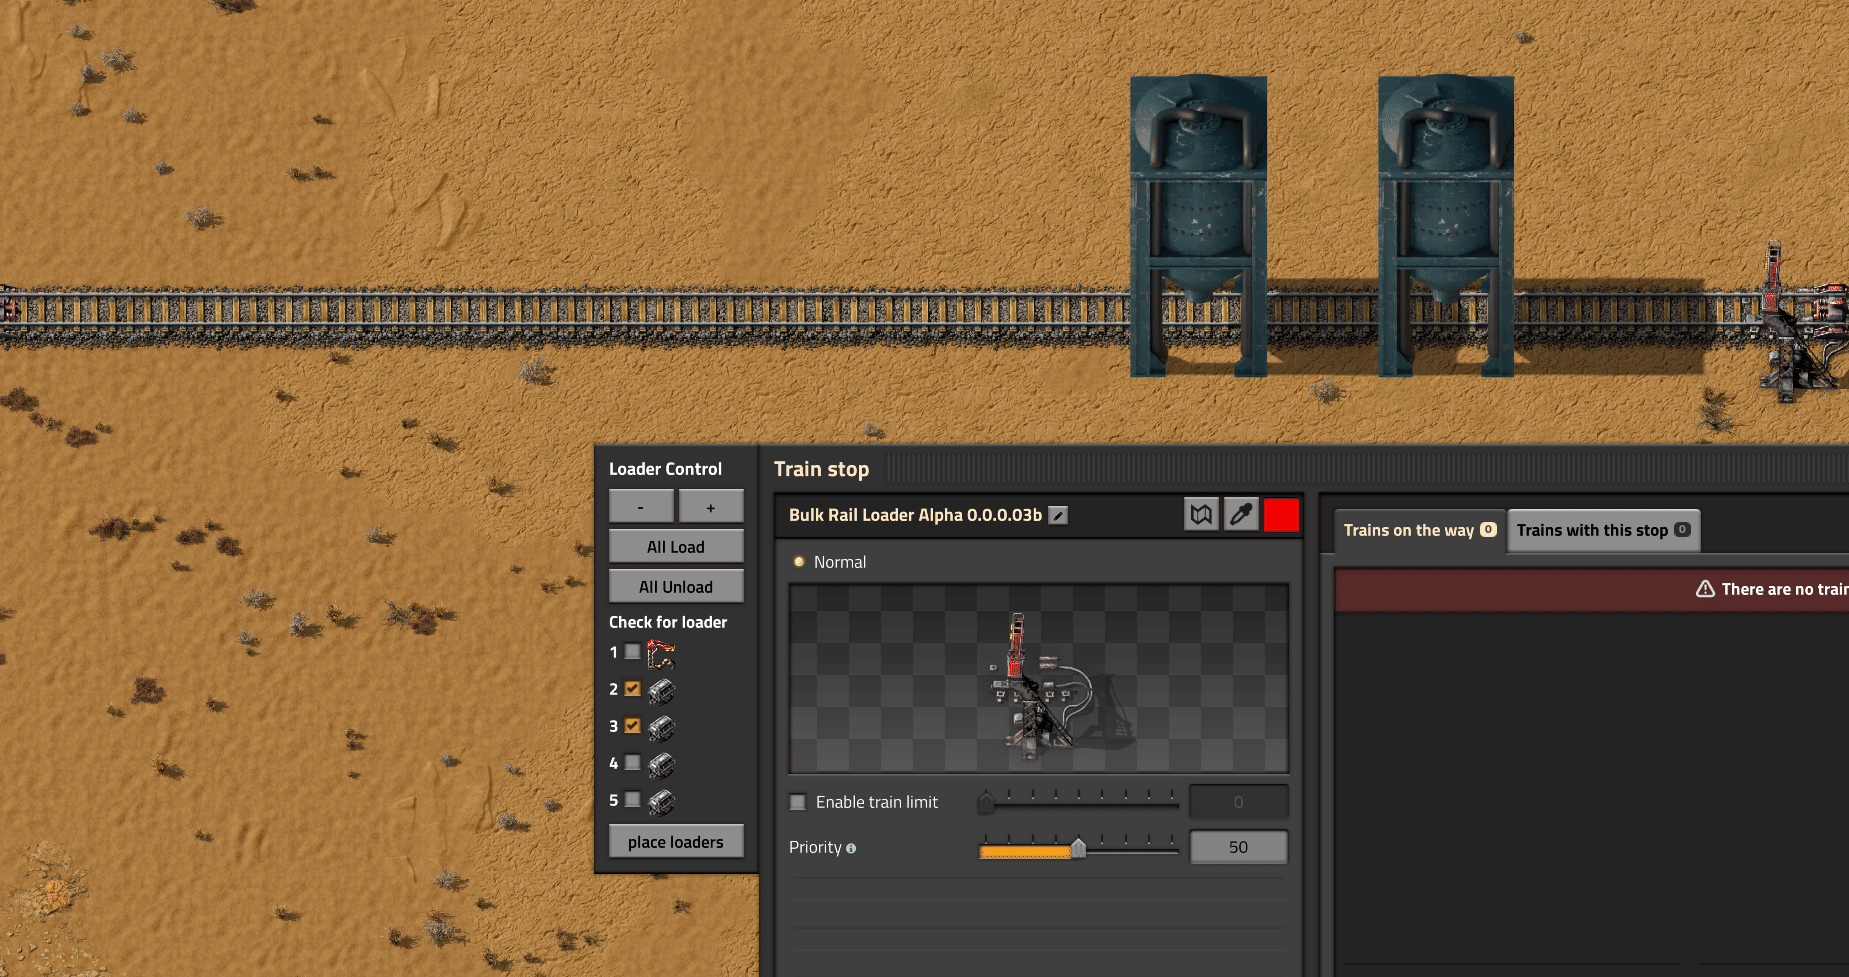 Loader Control
- +
All Load
All Unload
Check for loader
1
2
3
4
5
place loaders
Train stop
Bulk Rail Loader Alpha 0.0.0.03b
Normal
Enable train limit 0
Priority 50
Trains on the way 0 Trains with this stop 0
There are no train